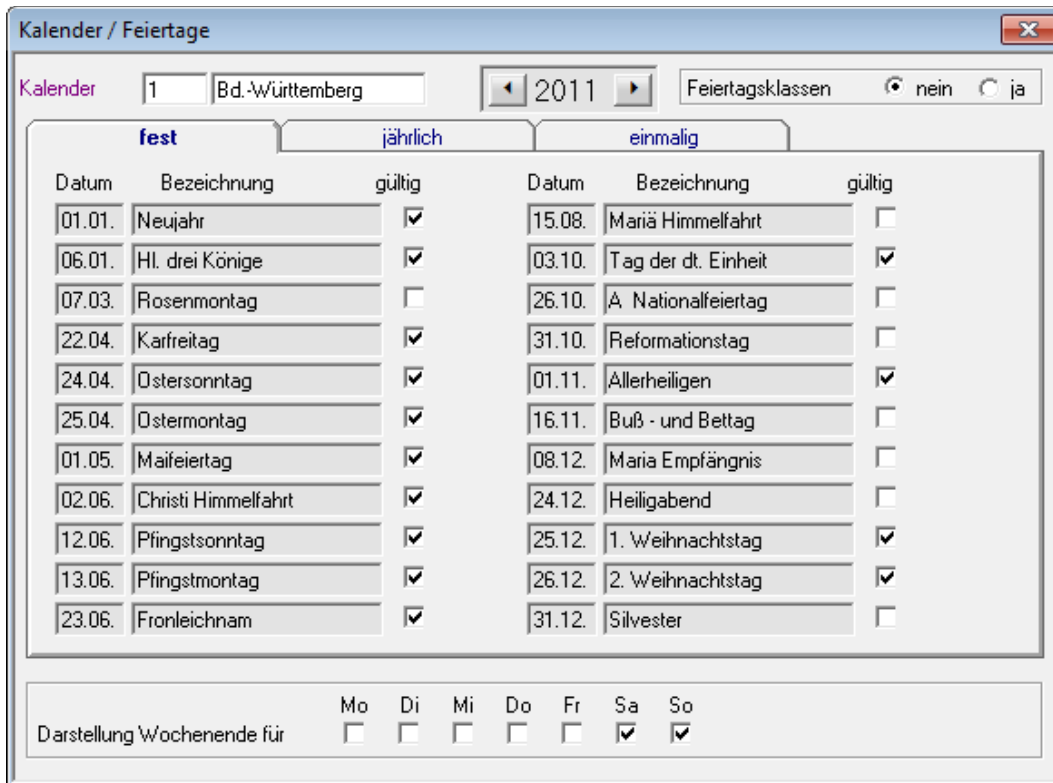 Kalender / Feiertage
Kalender 1 Bd.-Württemberg 2011 Feiertagsklassen nein ja
fest jährlich einmalig
Datum Bezeichnung gültig Datum Bezeichnung gültig
01.01. Neujahr 15.08. Mariä Himmelfahrt
06.01. Hl. drei Könige 03.10. Tag der dt. Einheit
07.03. Rosenmontag 26.10. A Nationalfeiertag
22.04. Karfreitag 31.10. Reformationstag
24.04. Ostersonntag 01.11. Allerheiligen
25.04. Ostermontag 16.11. Buß - und Bettag
01.05. Maifeiertag 08.12. Maria Empfängnis
02.06. Christi Himmelfahrt 24.12. Heiligabend
12.06. Pfingstsonntag 25.12. 1. Weihnachtstag
13.06. Pfingstmontag 26.12. 2. Weihnachtstag
23.06. Fronleichnam 31.12. Silvester
Mo Di Mi Do Fr Sa So
Darstellung Wochenende für